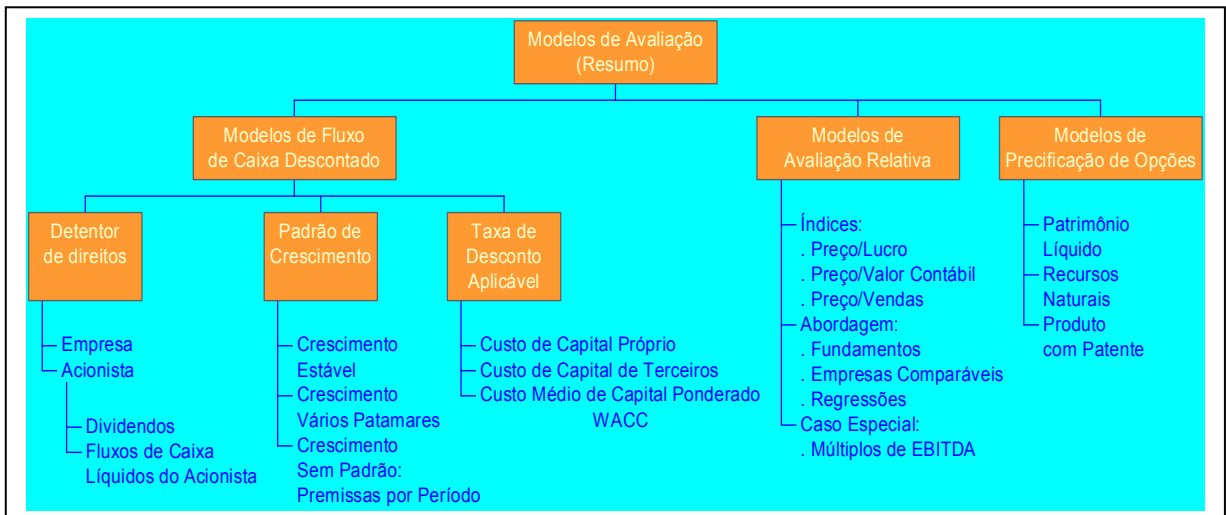 Modelos de Avaliação
(Resumo)
Modelos de Fluxo
de Caixa Descontado
Modelos de
Avaliação Relativa
Modelos de
Precificação de Opções
Detentor
de direitos
Padrão de
Crescimento
Taxa de
Desconto
Aplicável
Empresa
Acionista
Dividendos
Fluxos de Caixa
Líquidos do Acionista
Crescimento
Estável
Crescimento
Vários Patamares
Crescimento
Sem Padrão:
Premissas por Período
Custo de Capital Próprio
Custo de Capital de Terceiros
Custo Médio de Capital Ponderado
WACC
Índices:
. Preço/Lucro
. Preço/Valor Contábil
. Preço/Vendas
Abordagem:
. Fundamentos
. Empresas Comparáveis
. Regressões
Caso Especial:
. Múltiplos de EBITDA
Patrimônio
Líquido
Recursos
Naturais
Produto
com Patente